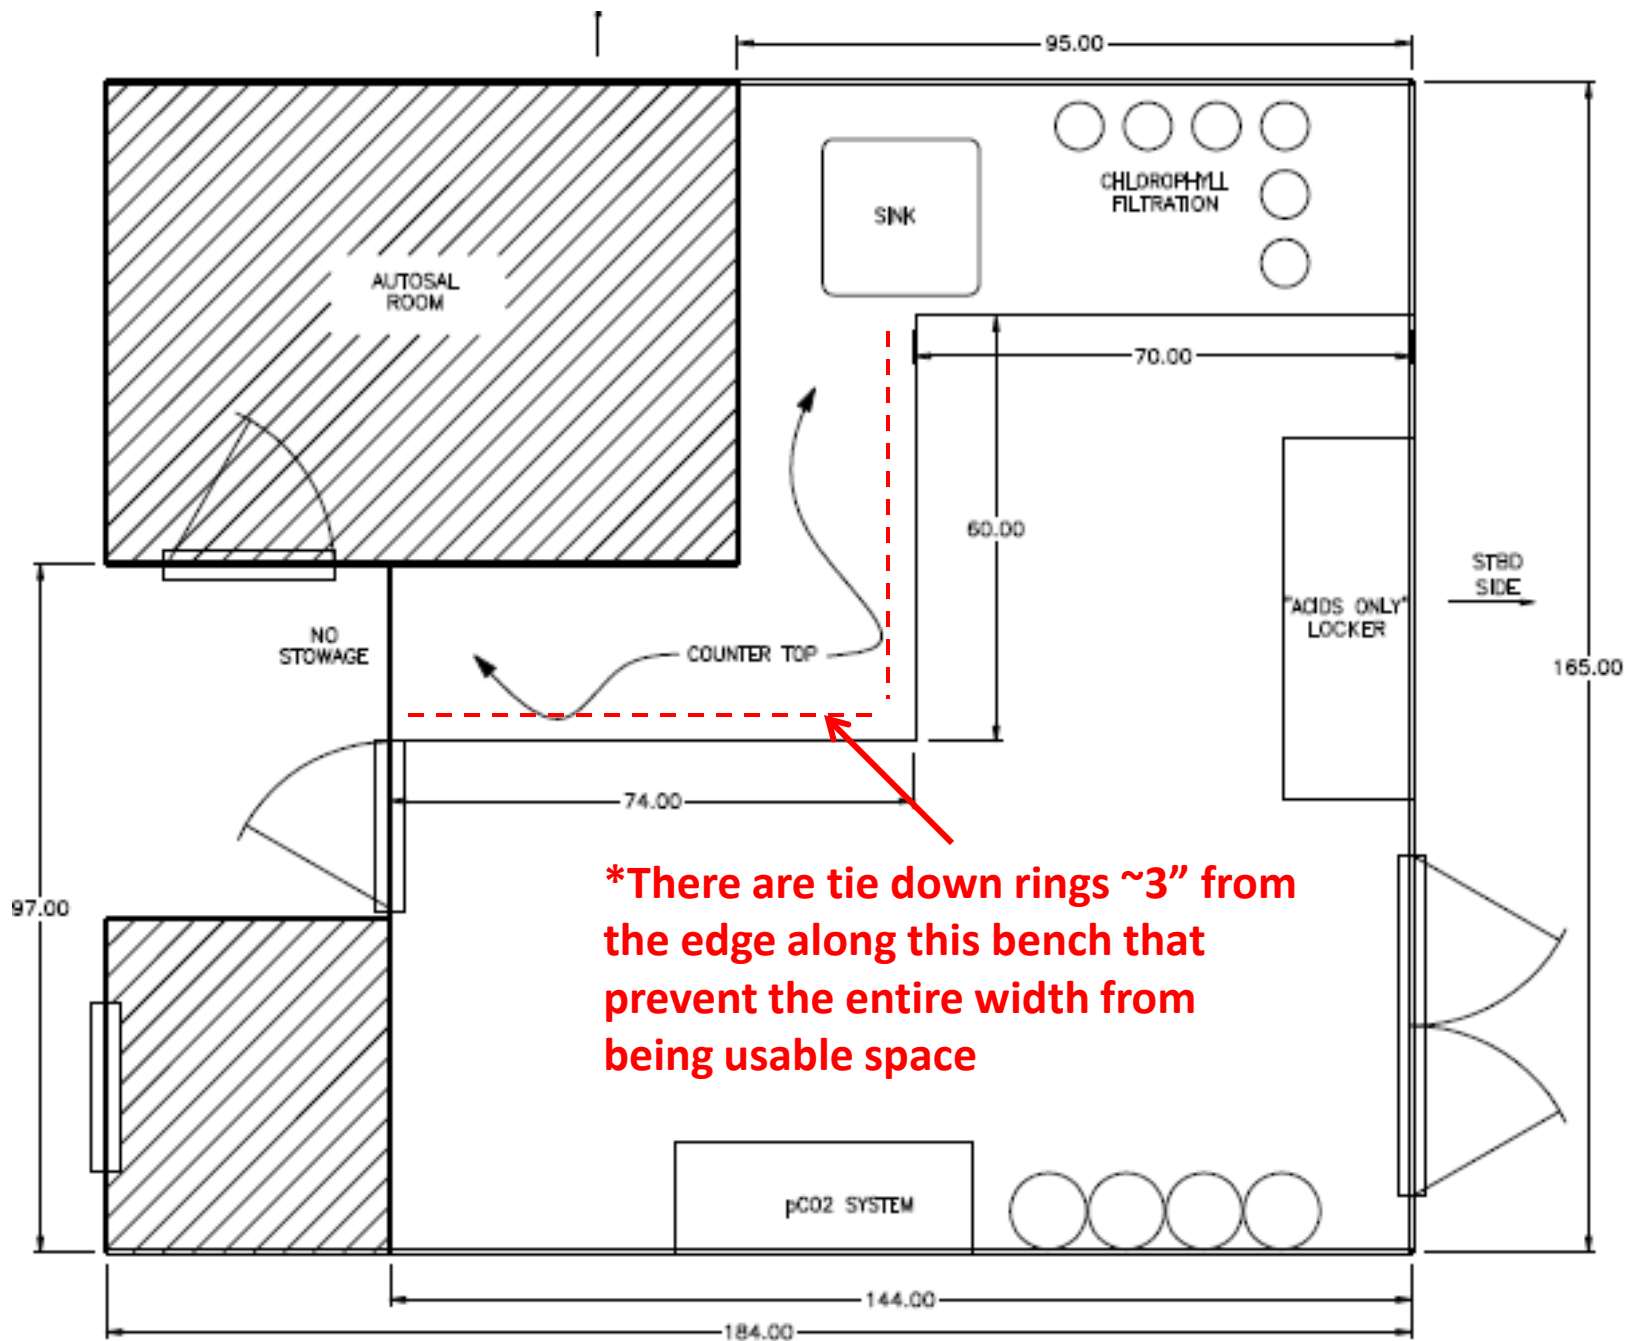 95.00
SINK
CHLOROPHYLL
FILTRATION
AUTOSAL
ROOM
70.00
60.00
STBD
SIDE
"ACIDS ONLY"
LOCKER
NO
STOWAGE
COUNTER TOP
165.00
74.00
97.00
*There are tie down rings ~3” from
the edge along this bench that
prevent the entire width from
being usable space
pCO2 SYSTEM
144.00
184.00